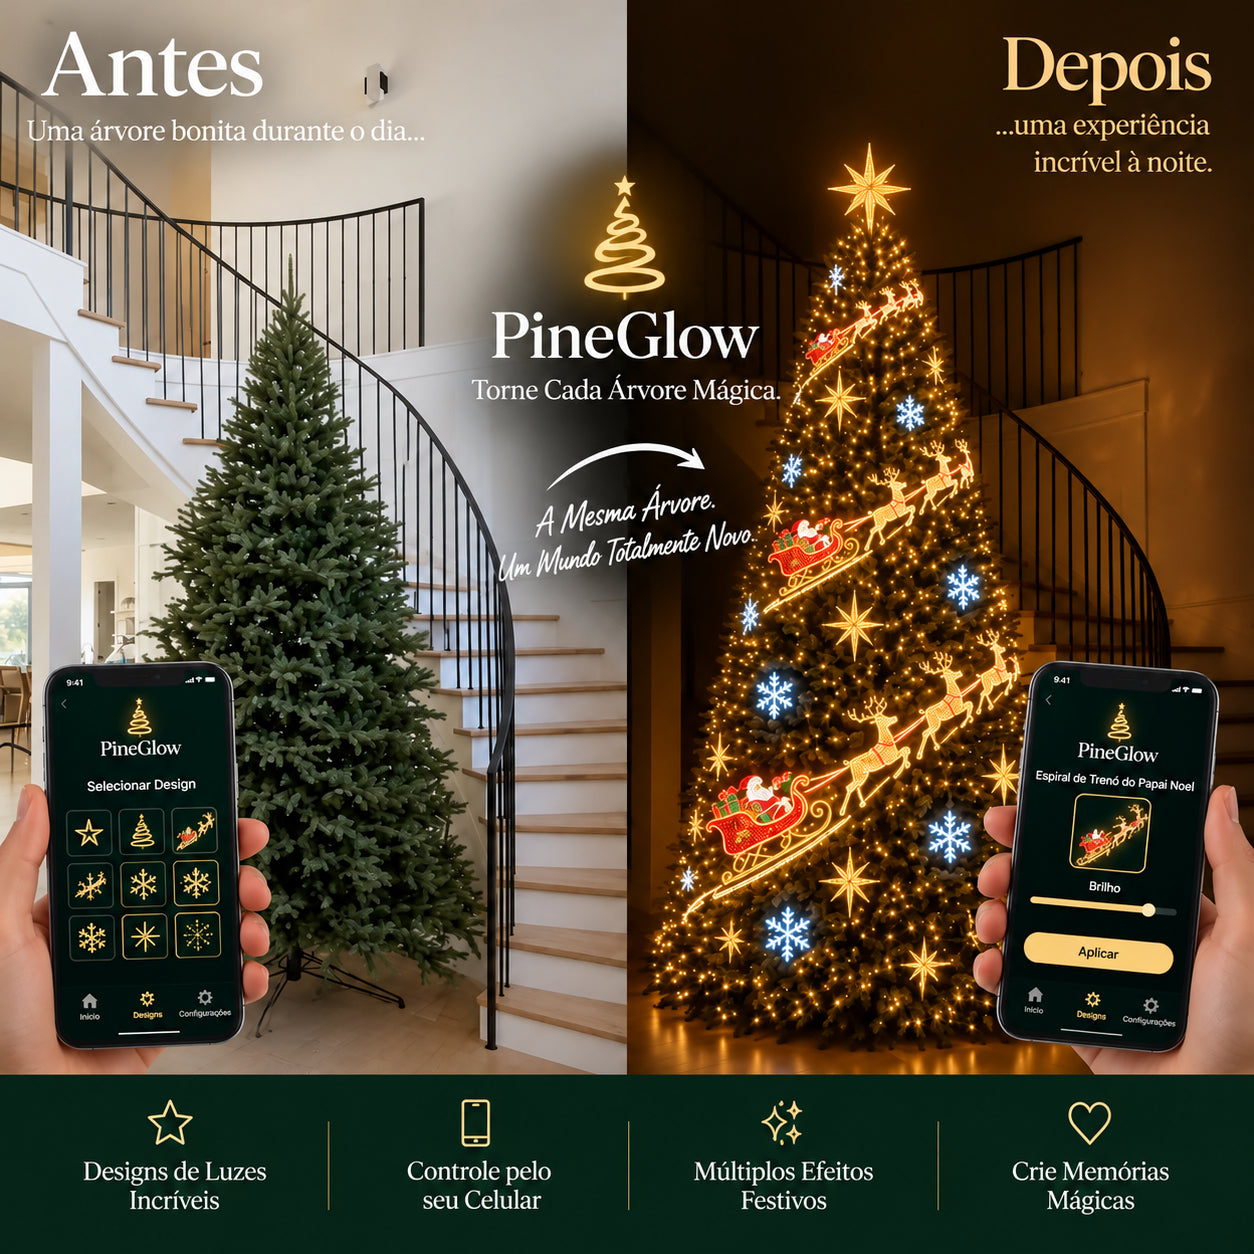 Antes
Uma árvore bonita durante o dia...
Depois
...uma experiência
incrível à noite.
PineGlow
Torne Cada Árvore Mágica.
A Mesma Árvore.
Um Mundo Totalmente Novo.
9:41
PineGlow
Selecionar Design
Início
Designs
Configurações
9:41
PineGlow
Espiral de Trenó do Papai Noel
Brilho
Aplicar
Início
Designs
Configurações
Designs de Luzes
Incríveis
Controle pelo
seu Celular
Múltiplos Efeitos
Festivos
Crie Memórias
Mágicas